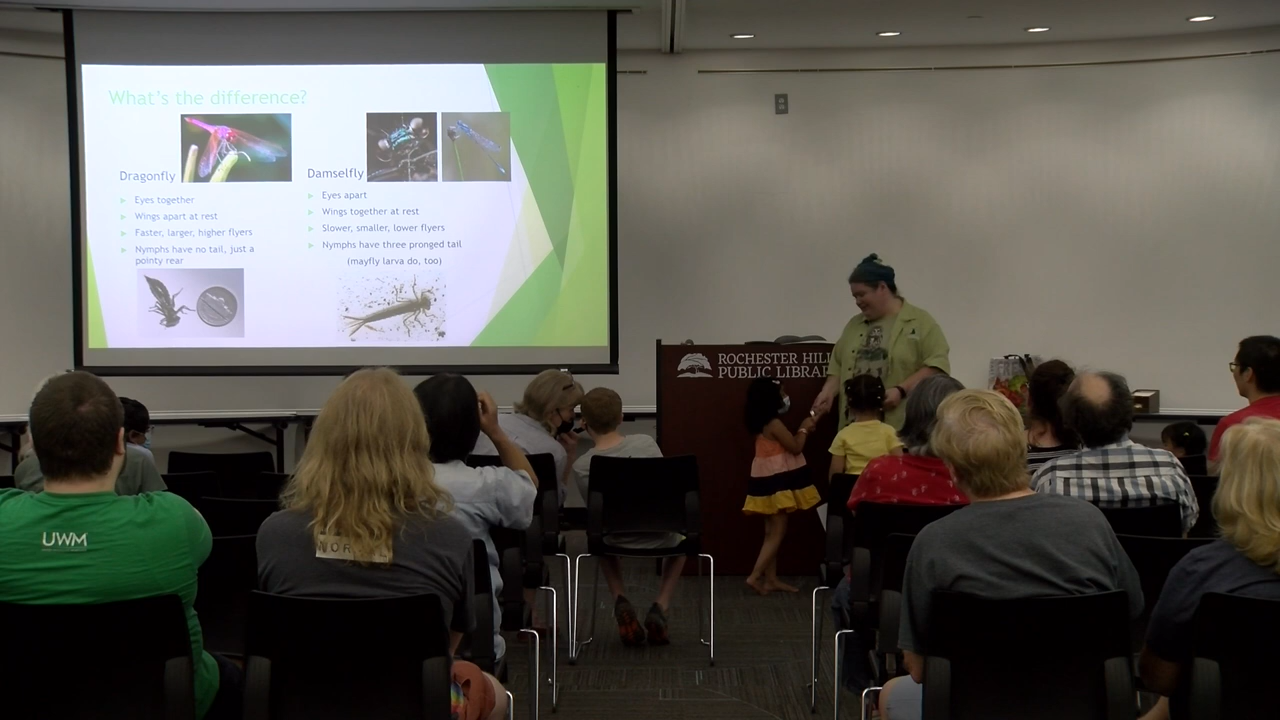 What's the difference?
Dragonfly
Eyes together
Wings apart at rest
Faster, larger, higher flyers
Nymphs have no tail, just a
pointy rear
Damselfly
Eyes apart
Wings together at rest
Slower, smaller, lower flyers
Nymphs have three pronged tail
(mayfly larva do, too)
ROCHESTER HILL
PUBLIC LIBRA
UWM